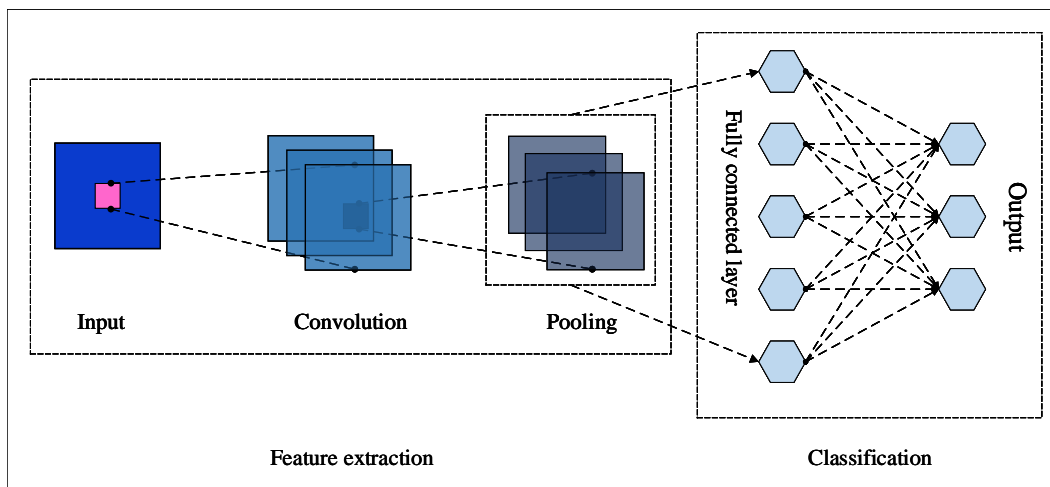 Input
Convolution
Pooling
Fully connected layer
Output
Feature extraction
Classification